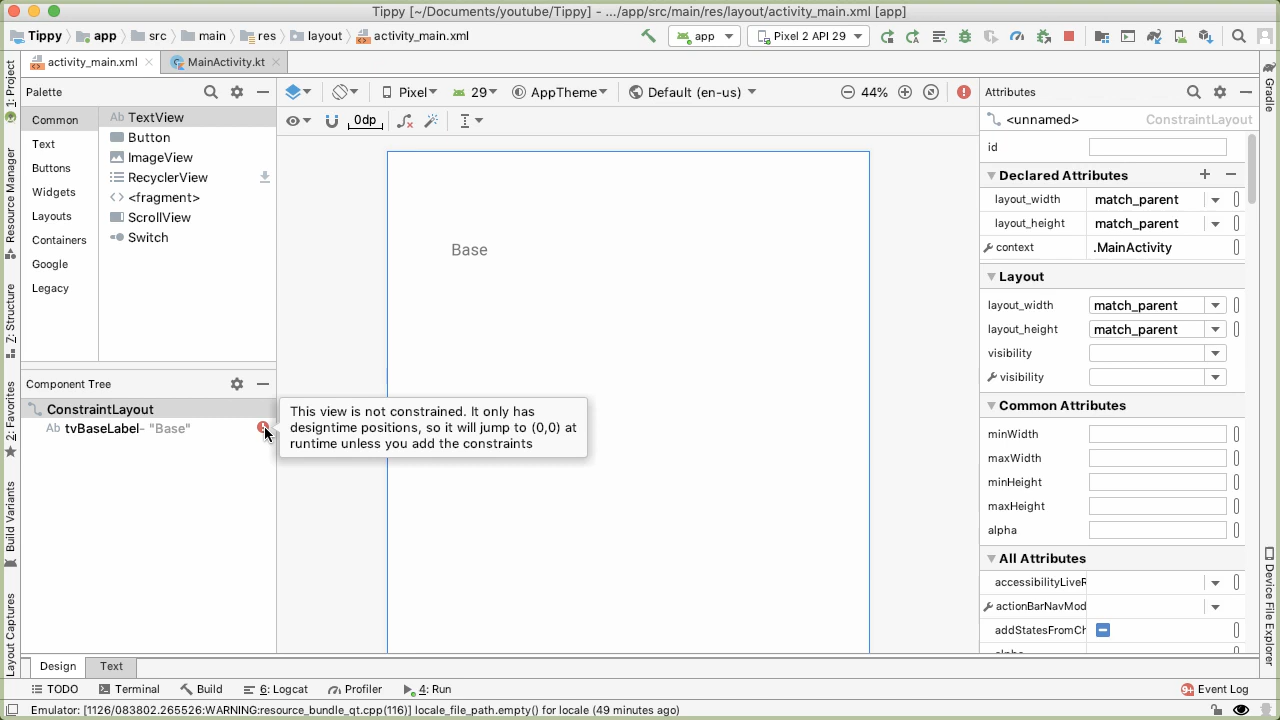 Tippy [~/Documents/youtube/Tippy] - .../app/src/main/res/layout/activity_main.xml [app]
Tippy app src main res layout activity_main.xml
app Pixel 2 API 29
activity_main.xml MainActivity.kt
1: Project
Resource Manager
Z: Structure
2: Favorites
Build Variants
Layout Captures
Palette
Common
Text
Buttons
Widgets
Layouts
Containers
Google
Legacy
Ab TextView
Button
ImageView
RecyclerView
<fragment>
ScrollView
Switch
Component Tree
ConstraintLayout
Ab tvBaseLabel- "Base"
Pixel 29 AppTheme Default (en-us) 44%
0dp
Base
This view is not constrained. It only has
designtime positions, so it will jump to (0,0) at
runtime unless you add the constraints
Attributes
<unnamed> ConstraintLayout
id
Declared Attributes
layout_width match_parent
layout_height match_parent
context .MainActivity
Layout
layout_width match_parent
layout_height match_parent
visibility
visibility
Common Attributes
minWidth
maxWidth
minHeight
maxHeight
alpha
All Attributes
accessibilityLiveR
actionBarNavMod
addStatesFromCh
Gradle
Device File Explorer
Design Text
TODO Terminal Build 6: Logcat Profiler 4: Run 9+ Event Log
Emulator: [1126/083802.265526:WARNING:resource_bundle_qt.cpp(116)] locale_file_path.empty() for locale (49 minutes ago)